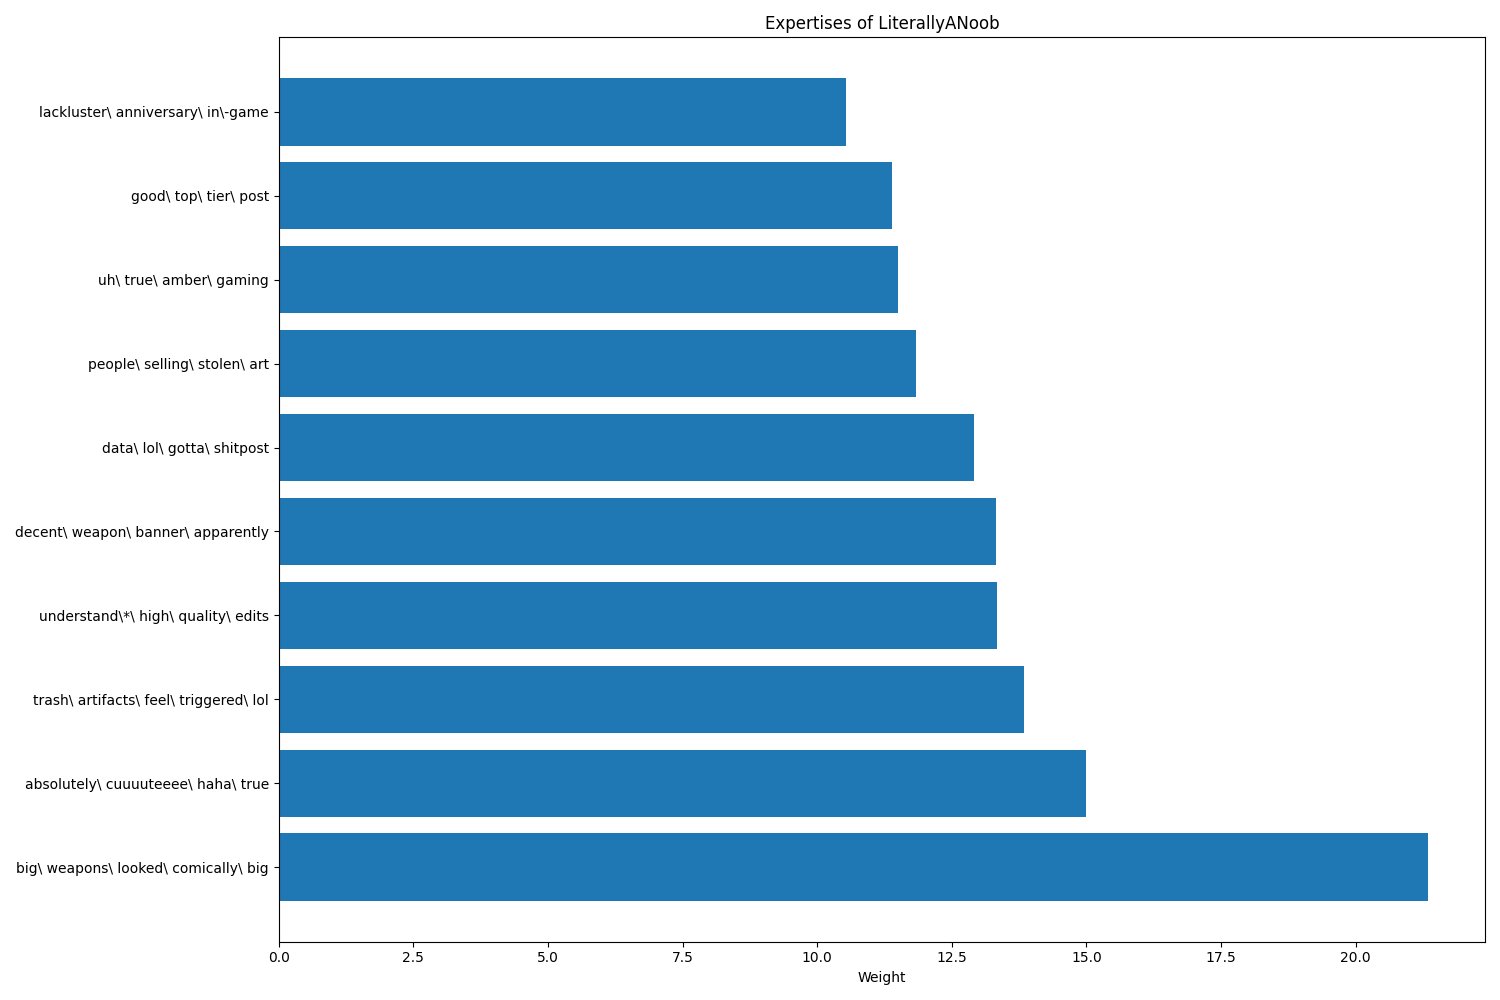 Expertises of LiterallyANoob
lackluster\ anniversary\ in\-game
good\ top\ tier\ post
uh\ true\ amber\ gaming
people\ selling\ stolen\ art
data\ lol\ gotta\ shitpost
decent\ weapon\ banner\ apparently
understand\*\ high\ quality\ edits
trash\ artifacts\ feel\ triggered\ lol
absolutely\ cuuuuteeee\ haha\ true
big\ weapons\ looked\ comically\ big
0.0 2.5 5.0 7.5 10.0 12.5 15.0 17.5 20.0
Weight